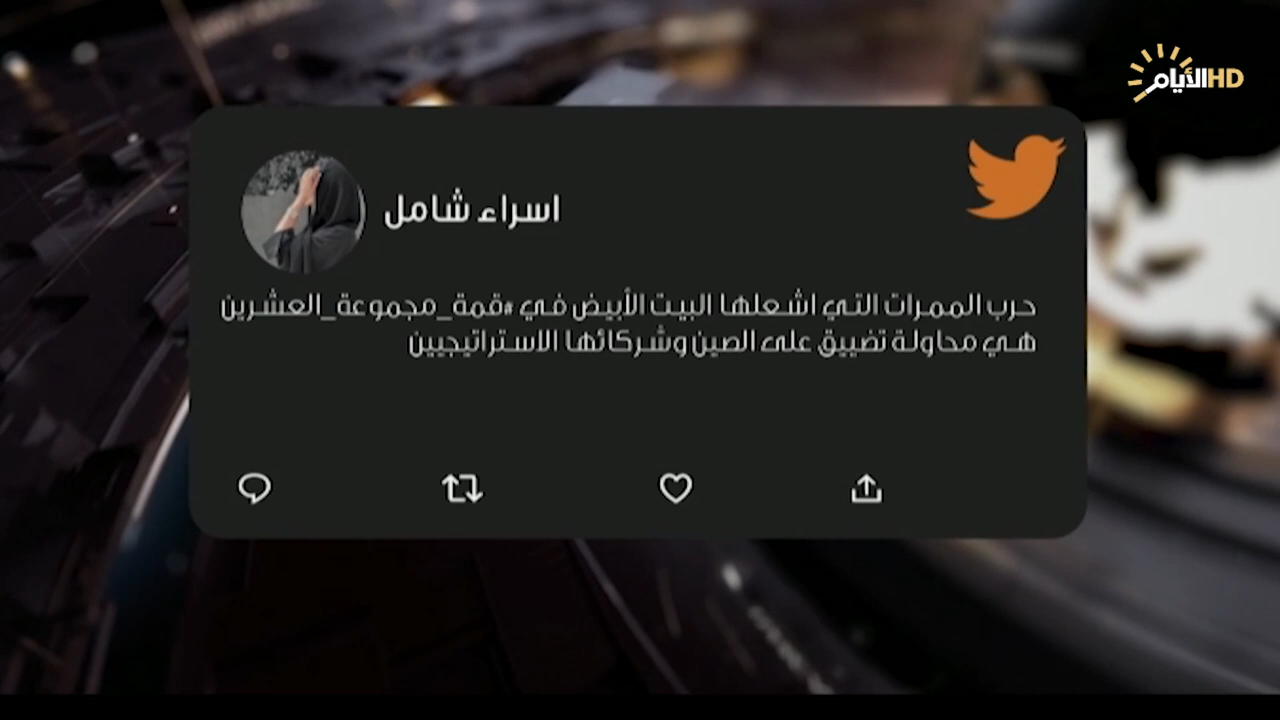 الأيام HD
اسراء شامل
حرب الممرات التي اشعلها البيت الأبيض في #قمة_مجموعة_العشرين
هي محاولة تضييق على الصين وشركائها الاستراتيجيين